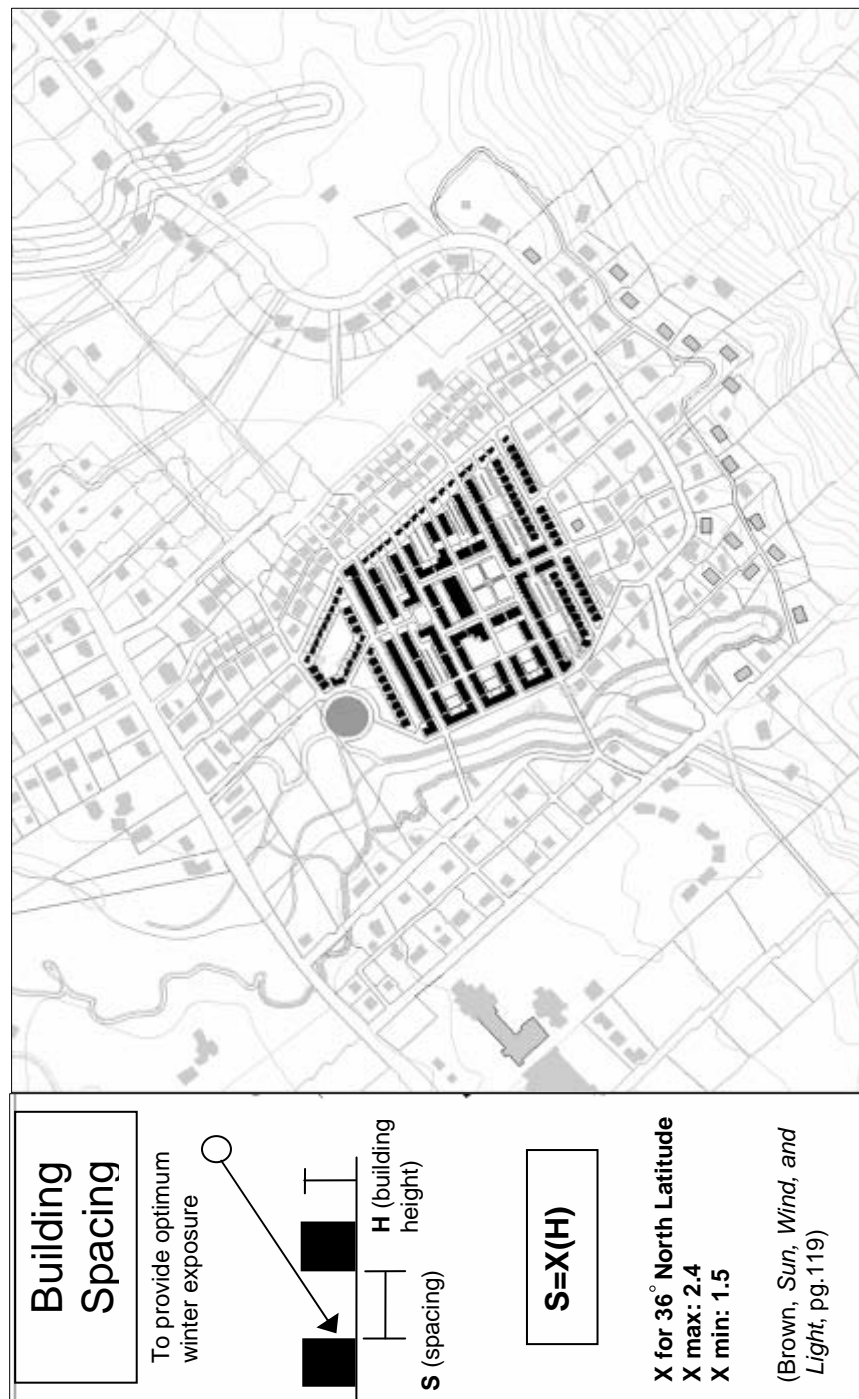 Building
Spacing
To provide optimum
winter exposure
H (building
height)
S (spacing)
S=X(H)
X for 36° North Latitude
X max: 2.4
X min: 1.5
(Brown, Sun, Wind, and
Light, pg.119)